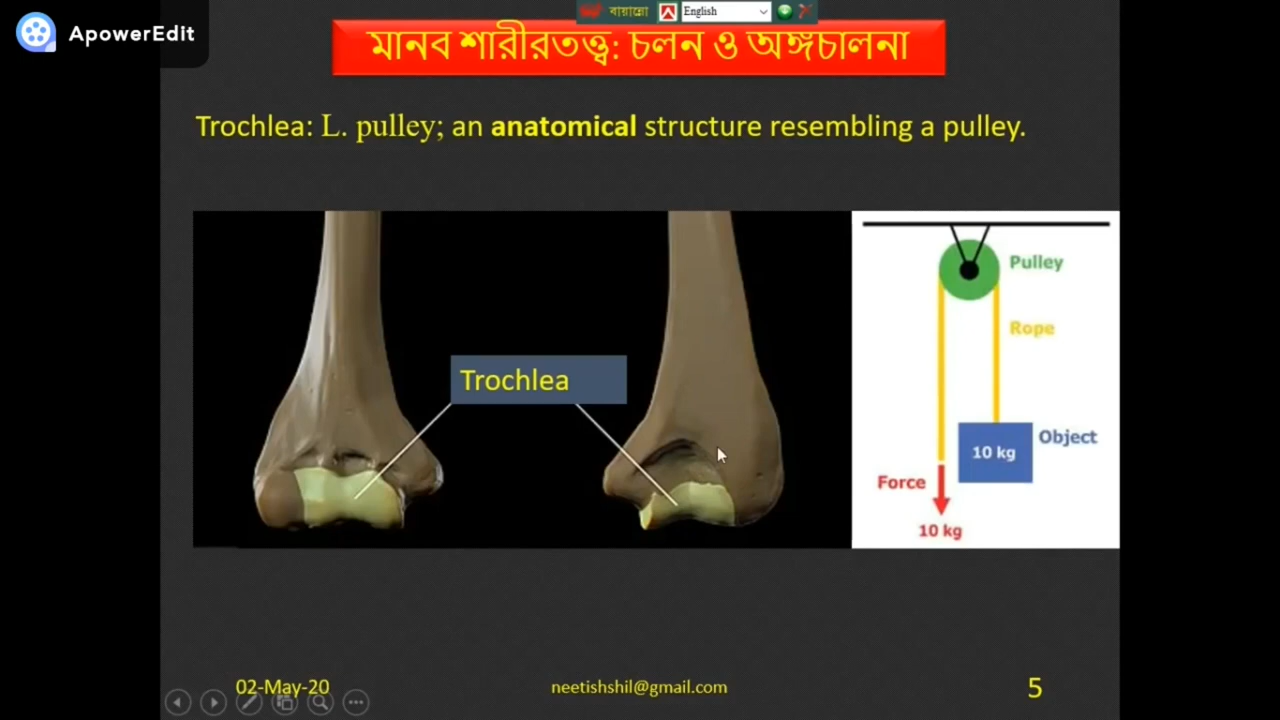 ApowerEdit
বায়ান্নো
English
মানব শারীরতত্ত্ব: চলন ও অঙ্গচালনা
Trochlea: L. pulley; an anatomical structure resembling a pulley.
Trochlea
Pulley
Rope
Object
10 kg
Force
10 kg
02-May-20
neetishshil@gmail.com
5